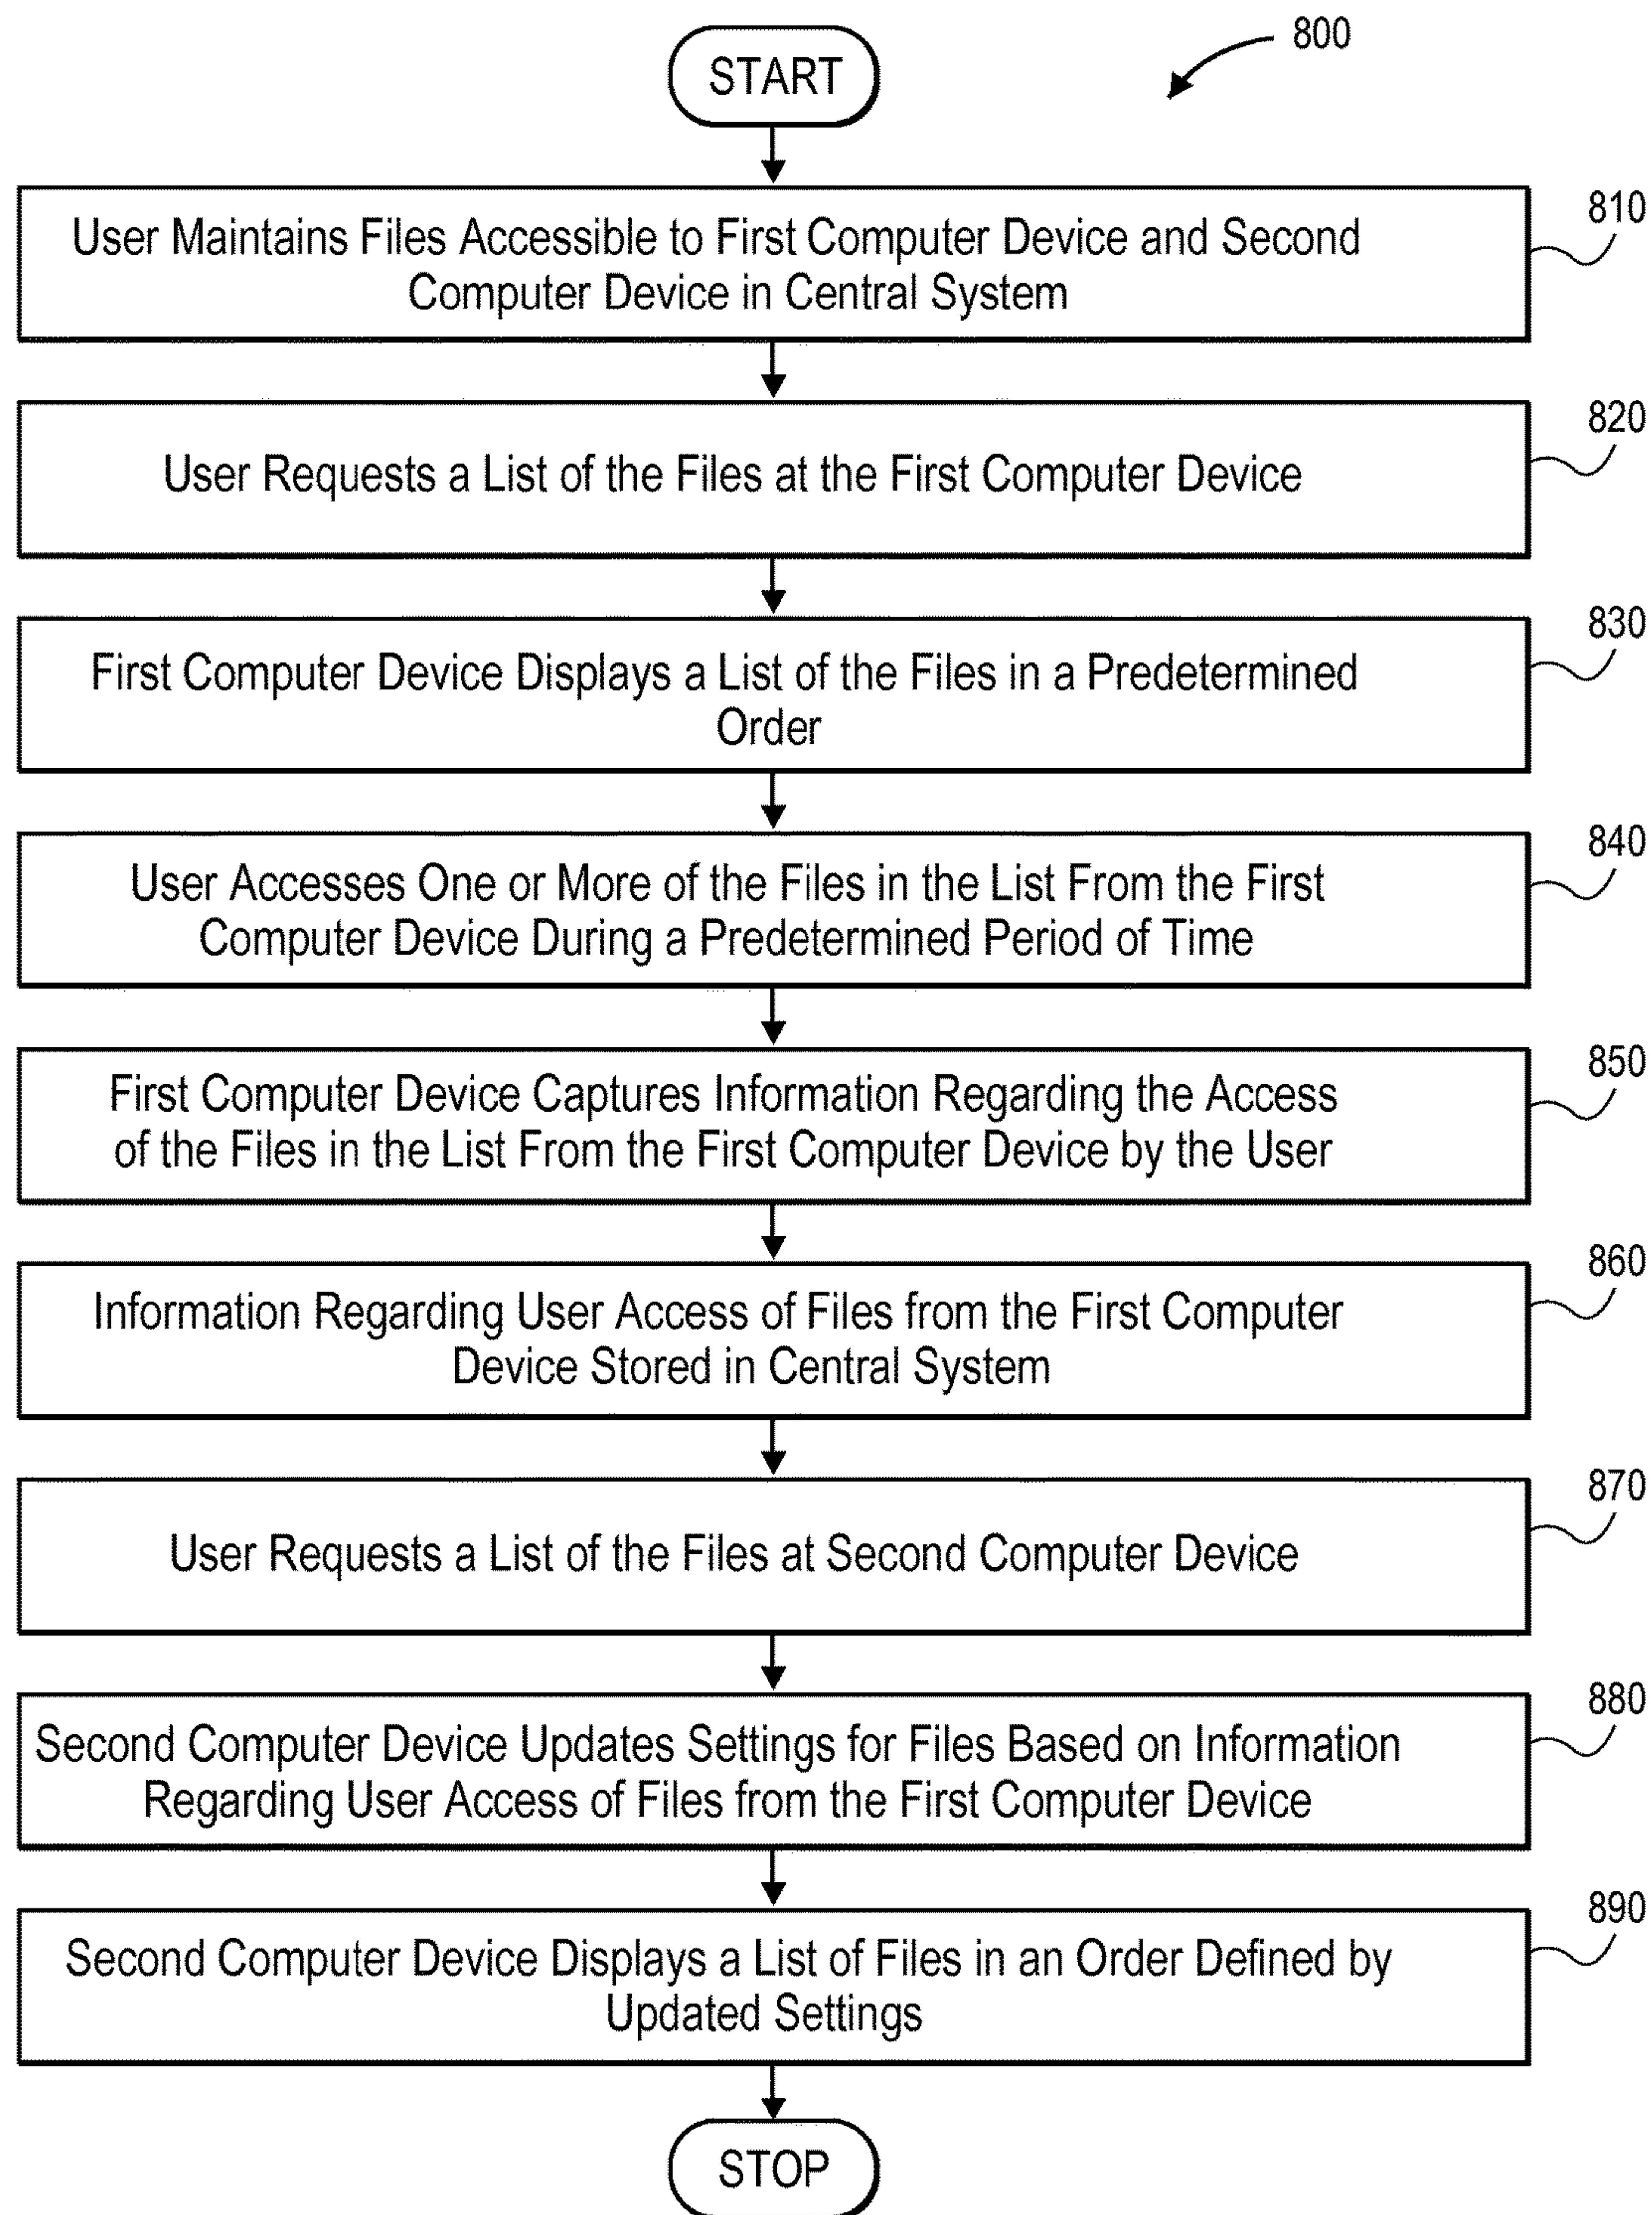 800
START
User Maintains Files Accessible to First Computer Device and Second
Computer Device in Central System
810
User Requests a List of the Files at the First Computer Device
820
First Computer Device Displays a List of the Files in a Predetermined
Order
830
User Accesses One or More of the Files in the List From the First
Computer Device During a Predetermined Period of Time
840
First Computer Device Captures Information Regarding the Access
of the Files in the List From the First Computer Device by the User
850
Information Regarding User Access of Files from the First Computer
Device Stored in Central System
860
User Requests a List of the Files at Second Computer Device
870
Second Computer Device Updates Settings for Files Based on Information
Regarding User Access of Files from the First Computer Device
880
Second Computer Device Displays a List of Files in an Order Defined by
Updated Settings
890
STOP